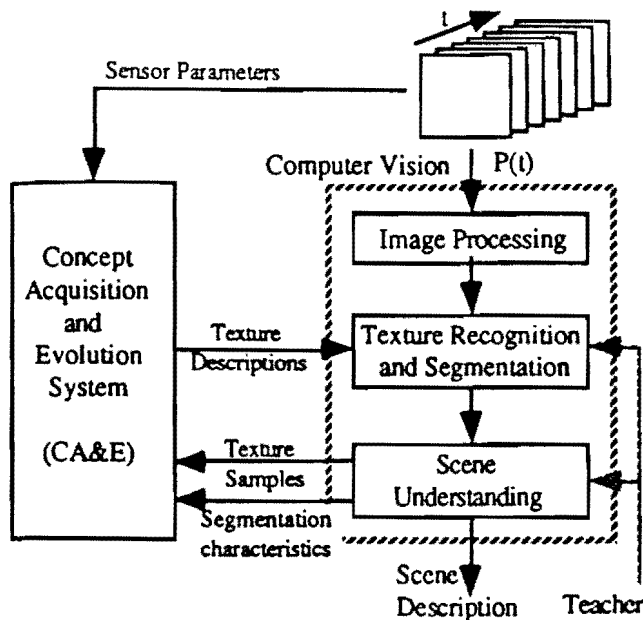 t
Sensor Parameters
Computer Vision
P(t)
Image Processing
Concept
Acquisition
and
Evolution
System
(CA&E)
Texture
Descriptions
Texture Recognition
and Segmentation
Texture
Samples
Segmentation
characteristics
Scene
Understanding
Scene
Description
Teacher